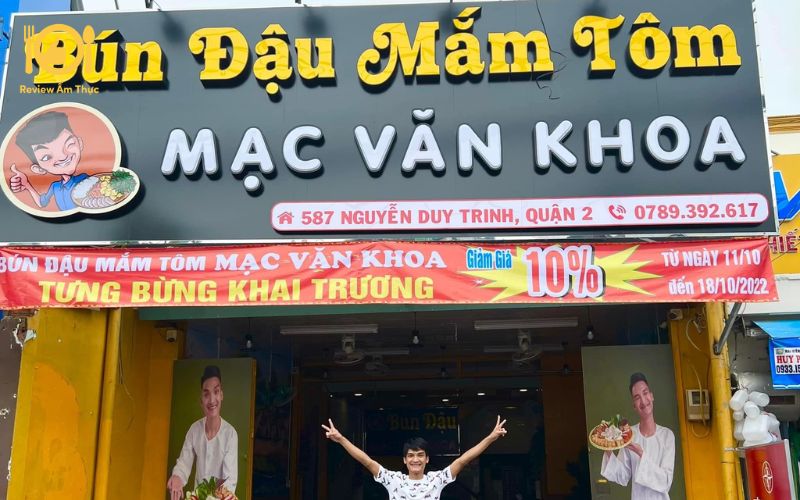 Bún Đậu Mắm Tôm
Review Ẩm Thực
MẠC VĂN KHOA
587 NGUYỄN DUY TRINH, QUẬN 2 0789.392.617
BÚN ĐẬU MẮM TÔM MẠC VĂN KHOA
TƯNG BỪNG KHAI TRƯƠNG
Giảm Giá
10%
TỪ NGÀY 11/10
đến 18/10/2022
Bún Đậu